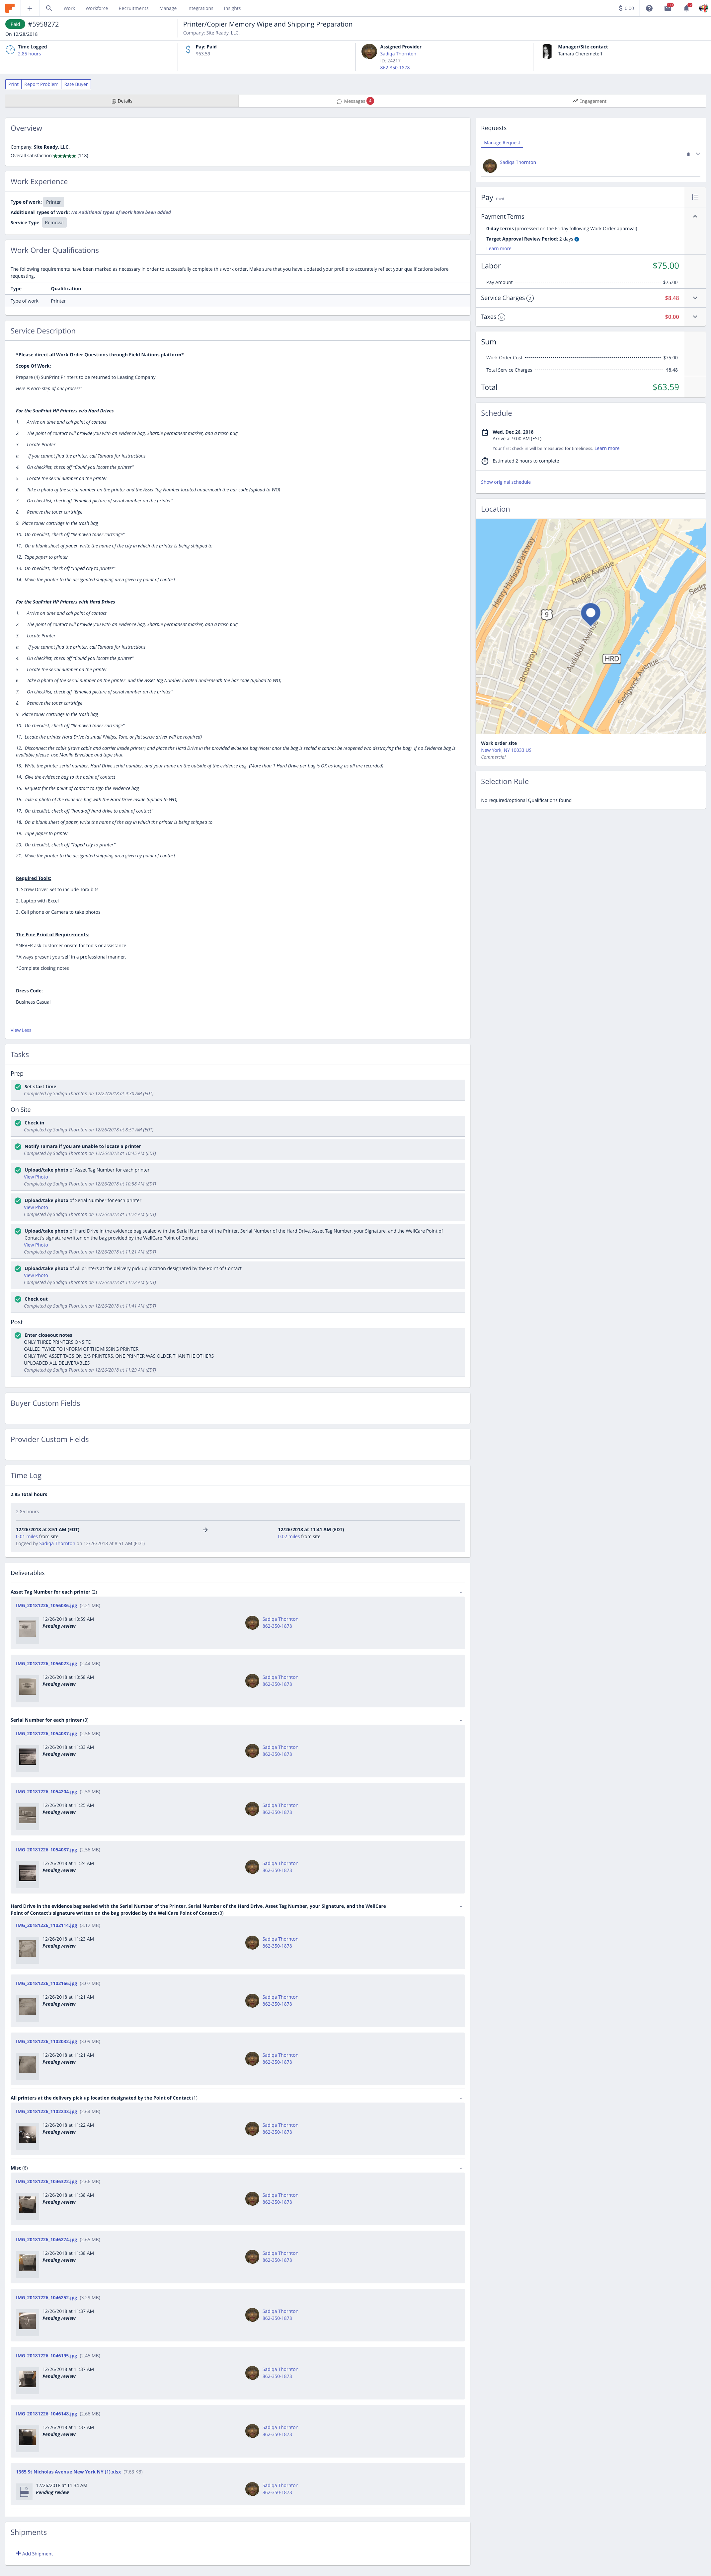 Work Workforce Recruitments Manage Integrations Insights
$ 0.00
Paid #5958272
On 12/28/2018
Printer/Copier Memory Wipe and Shipping Preparation
Company: Site Ready, LLC.
Time Logged
2.85 hours
Pay: Paid
$63.59
Assigned Provider
Sadiqa Thornton
ID: 24217
862-350-1878
Manager/Site contact
Tamara Cheremeteff
Print Report Problem Rate Buyer
Details
Messages
Engagement
Overview
Company: Site Ready, LLC.
Overall satisfaction: ★★★★★ (118)
Work Experience
Type of work: Printer
Additional Types of Work: No Additional types of work have been added
Service Type: Removal
Work Order Qualifications
The following requirements have been marked as necessary in order to successfully complete this work order. Make sure that you have updated your profile to accurately reflect your qualifications before
requesting.
Type Qualification
Type of work Printer
Service Description
*Please direct all Work Order Questions through Field Nations platform*
Scope Of Work:
Prepare (4) SunPrint Printers to be returned to Leasing Company.
Here is each step of our process:
For the SunPrint HP Printers w/o Hard Drives
1. Arrive on time and call point of contact
2. The point of contact will provide you with an evidence bag, Sharpie permanent marker, and a trash bag
3. Locate Printer
a. If you cannot find the printer, call Tamara for instructions
4. On checklist, check off "Could you locate the printer"
5. Locate the serial number on the printer
6. Take a photo of the serial number on the printer and the Asset Tag Number located underneath the bar code (upload to WO)
7. On checklist, check off "Emailed picture of serial number on the printer"
8. Remove the toner cartridge
9. Place toner cartridge in the trash bag
10. On checklist, check off "Removed toner cartridge"
11. On a blank sheet of paper, write the name of the city in which the printer is being shipped to
12. Tape paper to printer
13. On checklist, check off "Taped city to printer"
14. Move the printer to the designated shipping area given by point of contact
For the SunPrint HP Printers with Hard Drives
1. Arrive on time and call point of contact
2. The point of contact will provide you with an evidence bag, Sharpie permanent marker, and a trash bag
3. Locate Printer
a. If you cannot find the printer, call Tamara for instructions
4. On checklist, check off "Could you locate the printer"
5. Locate the serial number on the printer
6. Take a photo of the serial number on the printer and the Asset Tag Number located underneath the bar code (upload to WO)
7. On checklist, check off "Emailed picture of serial number on the printer"
8. Remove the toner cartridge
9. Place toner cartridge in the trash bag
10. On checklist, check off "Removed toner cartridge"
11. Locate the printer Hard Drive (a small Philips, Torx, or flat screw driver will be required)
12. Disconnect the cable (leave cable and carrier inside printer) and place the Hard Drive in the provided evidence bag (Note: once the bag is sealed it cannot be reopened w/o destroying the bag) If no Evidence bag is
available please use Manila Envelope and tape shut.
13. Write the printer serial number, Hard Drive serial number, and your name on the outside of the evidence bag. (More than 1 Hard Drive per bag is OK as long as all are recorded)
14. Give the evidence bag to the point of contact
15. Request for the point of contact to sign the evidence bag
16. Take a photo of the evidence bag with the Hard Drive inside (upload to WO)
17. On checklist, check off "hand-off hard drive to point of contact"
18. On a blank sheet of paper, write the name of the city in which the printer is being shipped to
19. Tape paper to printer
20. On checklist, check off "Taped city to printer"
21. Move the printer to the designated shipping area given by point of contact
Required Tools:
1. Screw Driver Set to include Torx bits
2. Laptop with Excel
3. Cell phone or Camera to take photos
The Fine Print of Requirements:
*NEVER ask customer onsite for tools or assistance.
*Always present yourself in a professional manner.
*Complete closing notes
Dress Code:
Business Casual
View Less
Tasks
Prep
Set start time
Completed by Sadiqa Thornton on 12/22/2018 at 9:30 AM (EDT)
On Site
Check in
Completed by Sadiqa Thornton on 12/26/2018 at 8:51 AM (EDT)
Notify Tamara if you are unable to locate a printer
Completed by Sadiqa Thornton on 12/26/2018 at 10:45 AM (EDT)
Upload/take photo of Asset Tag Number for each printer
View Photo
Completed by Sadiqa Thornton on 12/26/2018 at 10:58 AM (EDT)
Upload/take photo of Serial Number for each printer
View Photo
Completed by Sadiqa Thornton on 12/26/2018 at 11:24 AM (EDT)
Upload/take photo of Hard Drive in the evidence bag sealed with the Serial Number of the Printer, Serial Number of the Hard Drive, Asset Tag Number, your Signature, and the WellCare Point of
Contact's signature written on the bag provided by the WellCare Point of Contact
View Photo
Completed by Sadiqa Thornton on 12/26/2018 at 11:21 AM (EDT)
Upload/take photo of All printers at the delivery pick up location designated by the Point of Contact
View Photo
Completed by Sadiqa Thornton on 12/26/2018 at 11:22 AM (EDT)
Check out
Completed by Sadiqa Thornton on 12/26/2018 at 11:41 AM (EDT)
Post
Enter closeout notes
ONLY THREE PRINTERS ONSITE
CALLED TWICE TO INFORM OF THE MISSING PRINTER
ONLY TWO ASSET TAGS ON 2/3 PRINTERS, ONE PRINTER WAS OLDER THAN THE OTHERS
UPLOADED ALL DELIVERABLES
Completed by Sadiqa Thornton on 12/26/2018 at 11:29 AM (EDT)
Buyer Custom Fields
Provider Custom Fields
Time Log
2.85 Total hours
2.85 hours
12/26/2018 at 8:51 AM (EDT) → 12/26/2018 at 11:41 AM (EDT)
0.01 miles from site 0.02 miles from site
Logged by Sadiqa Thornton on 12/26/2018 at 8:51 AM (EDT)
Deliverables
Asset Tag Number for each printer (2)
IMG_20181226_1056086.jpg (2.21 MB)
12/26/2018 at 10:59 AM Sadiqa Thornton
Pending review 862-350-1878
IMG_20181226_1056023.jpg (2.44 MB)
12/26/2018 at 10:58 AM Sadiqa Thornton
Pending review 862-350-1878
Serial Number for each printer (3)
IMG_20181226_1054087.jpg (2.56 MB)
12/26/2018 at 11:33 AM Sadiqa Thornton
Pending review 862-350-1878
IMG_20181226_1054204.jpg (2.58 MB)
12/26/2018 at 11:25 AM Sadiqa Thornton
Pending review 862-350-1878
IMG_20181226_1054087.jpg (2.56 MB)
12/26/2018 at 11:24 AM Sadiqa Thornton
Pending review 862-350-1878
Hard Drive in the evidence bag sealed with the Serial Number of the Printer, Serial Number of the Hard Drive, Asset Tag Number, your Signature, and the WellCare
Point of Contact's signature written on the bag provided by the WellCare Point of Contact (3)
IMG_20181226_1102114.jpg (3.12 MB)
12/26/2018 at 11:23 AM Sadiqa Thornton
Pending review 862-350-1878
IMG_20181226_1102166.jpg (3.07 MB)
12/26/2018 at 11:21 AM Sadiqa Thornton
Pending review 862-350-1878
IMG_20181226_1102032.jpg (3.09 MB)
12/26/2018 at 11:21 AM Sadiqa Thornton
Pending review 862-350-1878
All printers at the delivery pick up location designated by the Point of Contact (1)
IMG_20181226_1102243.jpg (2.64 MB)
12/26/2018 at 11:22 AM Sadiqa Thornton
Pending review 862-350-1878
Misc (6)
IMG_20181226_1046322.jpg (2.66 MB)
12/26/2018 at 11:38 AM Sadiqa Thornton
Pending review 862-350-1878
IMG_20181226_1046274.jpg (2.65 MB)
12/26/2018 at 11:38 AM Sadiqa Thornton
Pending review 862-350-1878
IMG_20181226_1046252.jpg (3.29 MB)
12/26/2018 at 11:37 AM Sadiqa Thornton
Pending review 862-350-1878
IMG_20181226_1046195.jpg (2.45 MB)
12/26/2018 at 11:37 AM Sadiqa Thornton
Pending review 862-350-1878
IMG_20181226_1046148.jpg (2.66 MB)
12/26/2018 at 11:37 AM Sadiqa Thornton
Pending review 862-350-1878
1365 St Nicholas Avenue New York NY (1).xlsx (7.63 KB)
12/26/2018 at 11:34 AM Sadiqa Thornton
Pending review 862-350-1878
Shipments
+ Add Shipment
Requests
Manage Request
Sadiqa Thornton
Pay Fixed
Payment Terms
0-day terms (processed on the Friday following Work Order approval)
Target Approval Review Period: 2 days
Learn more
Labor $75.00
Pay Amount $75.00
Service Charges 2 $8.48
Taxes 0 $0.00
Sum
Work Order Cost $75.00
Total Service Charges $8.48
Total $63.59
Schedule
Wed, Dec 26, 2018
Arrive at 9:00 AM (EST)
Your first check in will be measured for timeliness. Learn more
Estimated 2 hours to complete
Show original schedule
Location
Henry Hudson Parkway
Nagle Avenue
Sedg
9
Broadway
Audubon Avenue
HRD
Sedgwick Avenue
Work order site
New York, NY 10033 US
Commercial
Selection Rule
No required/optional Qualifications found